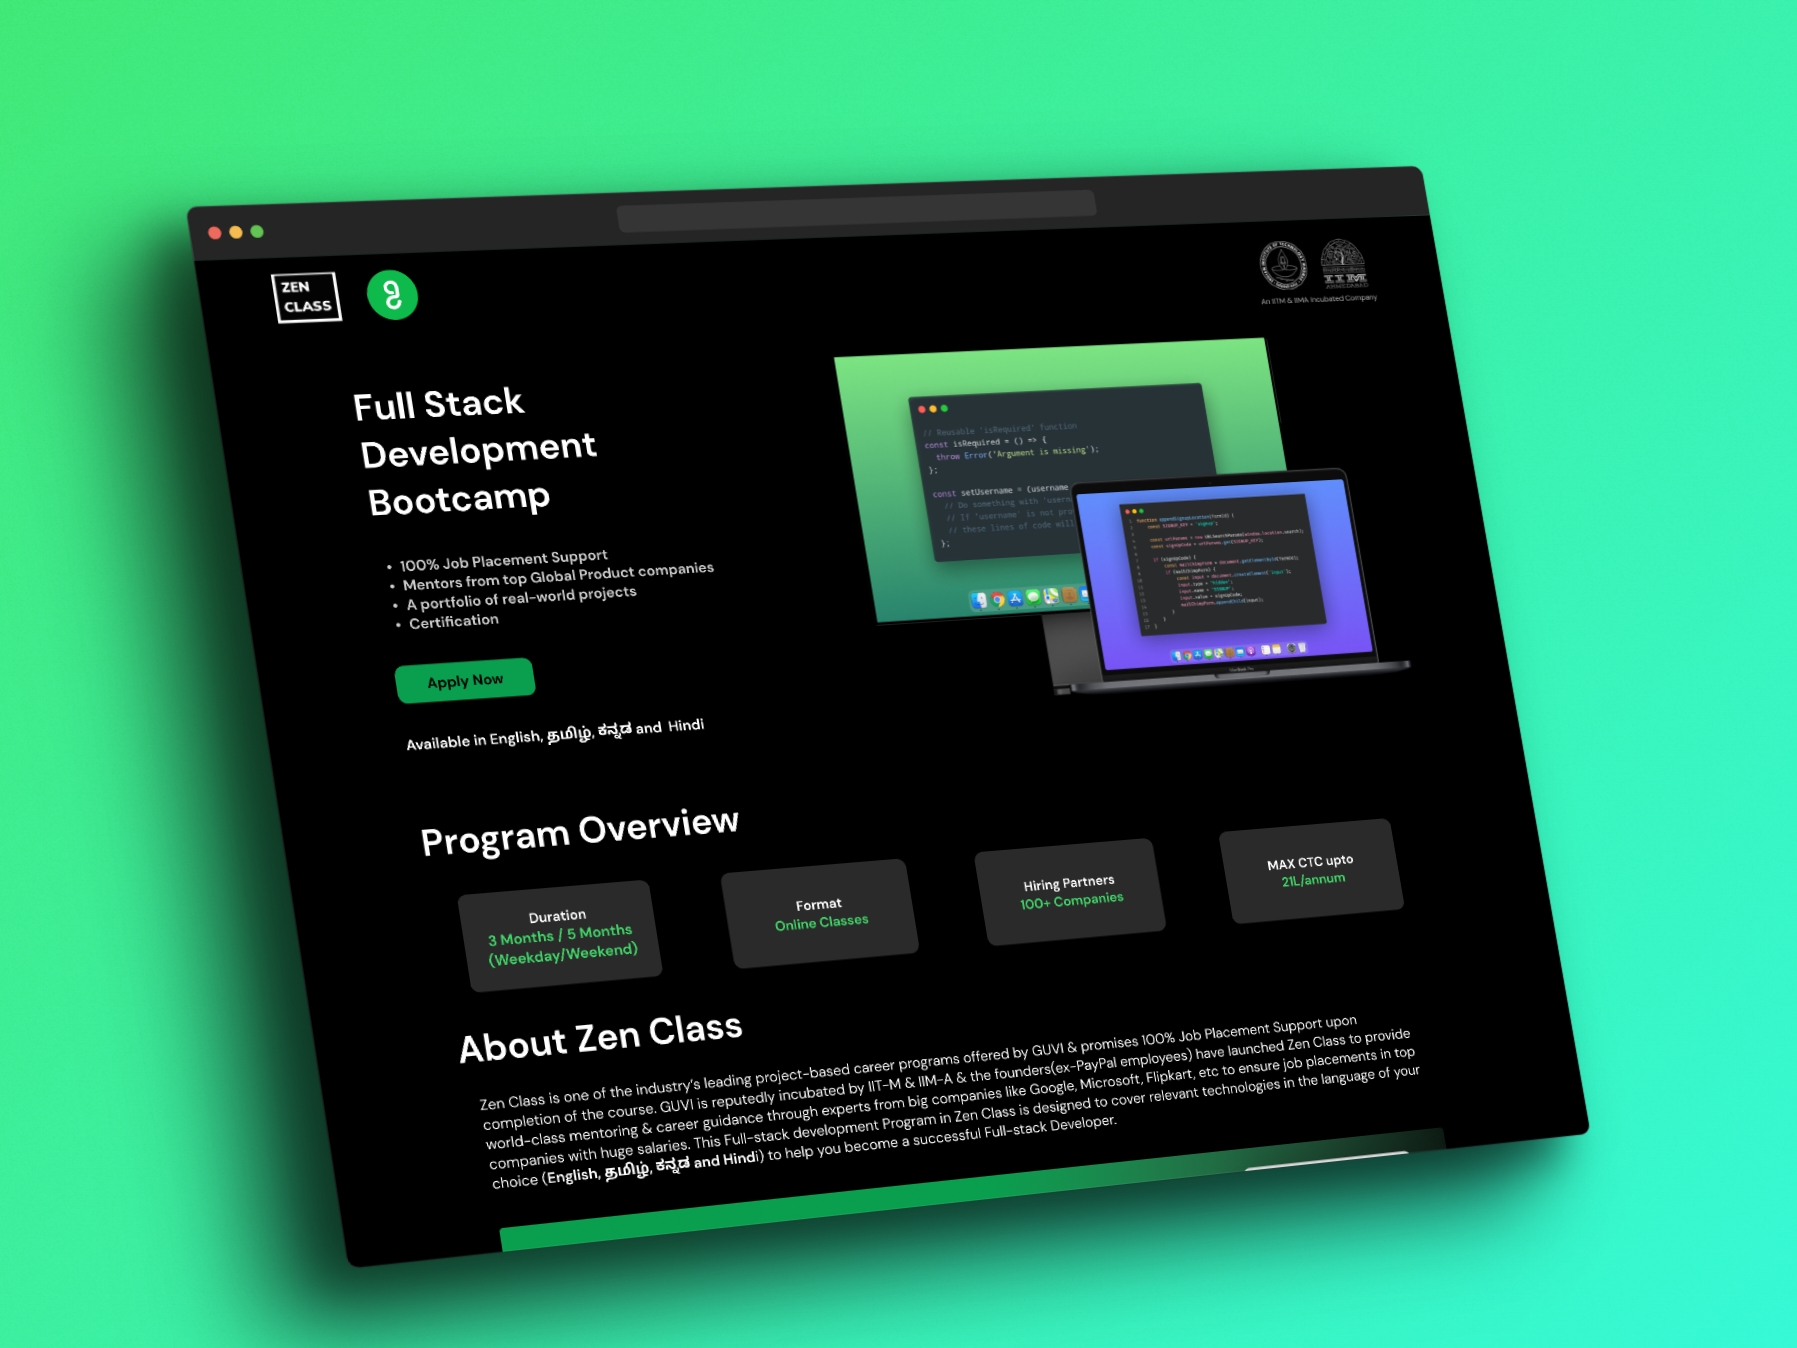 ZEN
CLASS
An IITM & IIMA Incubated Company
Full Stack
Development
Bootcamp
• 100% Job Placement Support
• Mentors from top Global Product companies
• A portfolio of real-world projects
• Certification
Apply Now
Available in English, தமிழ், ಕನ್ನಡ and Hindi
// Reusable 'isRequired' function
const isRequired = () => {
throw Error('Argument is missing');
};
const setUsername = (username
// Do something with 'usern
// If 'username' is not pro
// these lines of code will
};
Program Overview
Duration
3 Months / 5 Months
(Weekday/Weekend)
Format
Online Classes
Hiring Partners
100+ Companies
MAX CTC upto
21L/annum
About Zen Class
Zen Class is one of the industry's leading project-based career programs offered by GUVI & promises 100% Job Placement Support upon
completion of the course. GUVI is reputedly incubated by IIT-M & IIM-A & the founders(ex-PayPal employees) have launched Zen Class to provide
world-class mentoring & career guidance through experts from big companies like Google, Microsoft, Flipkart, etc to ensure job placements in top
companies with huge salaries. This Full-stack development Program in Zen Class is designed to cover relevant technologies in the language of your
choice (English, தமிழ், ಕನ್ನಡ and Hindi) to help you become a successful Full-stack Developer.